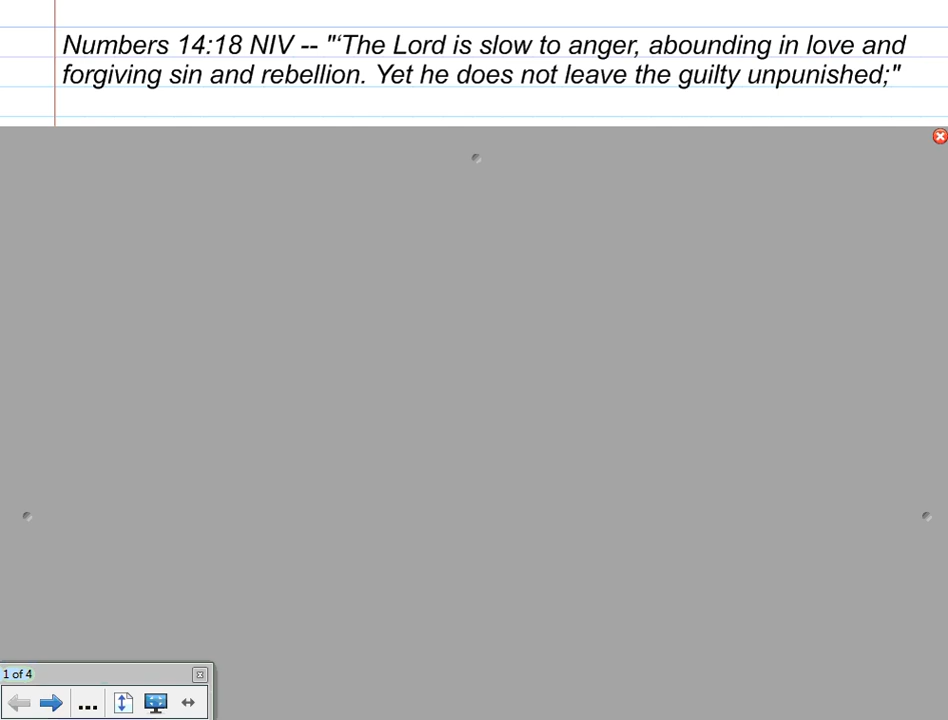 Numbers 14:18 NIV -- "‘The Lord is slow to anger, abounding in love and
forgiving sin and rebellion. Yet he does not leave the guilty unpunished;"
1 of 4